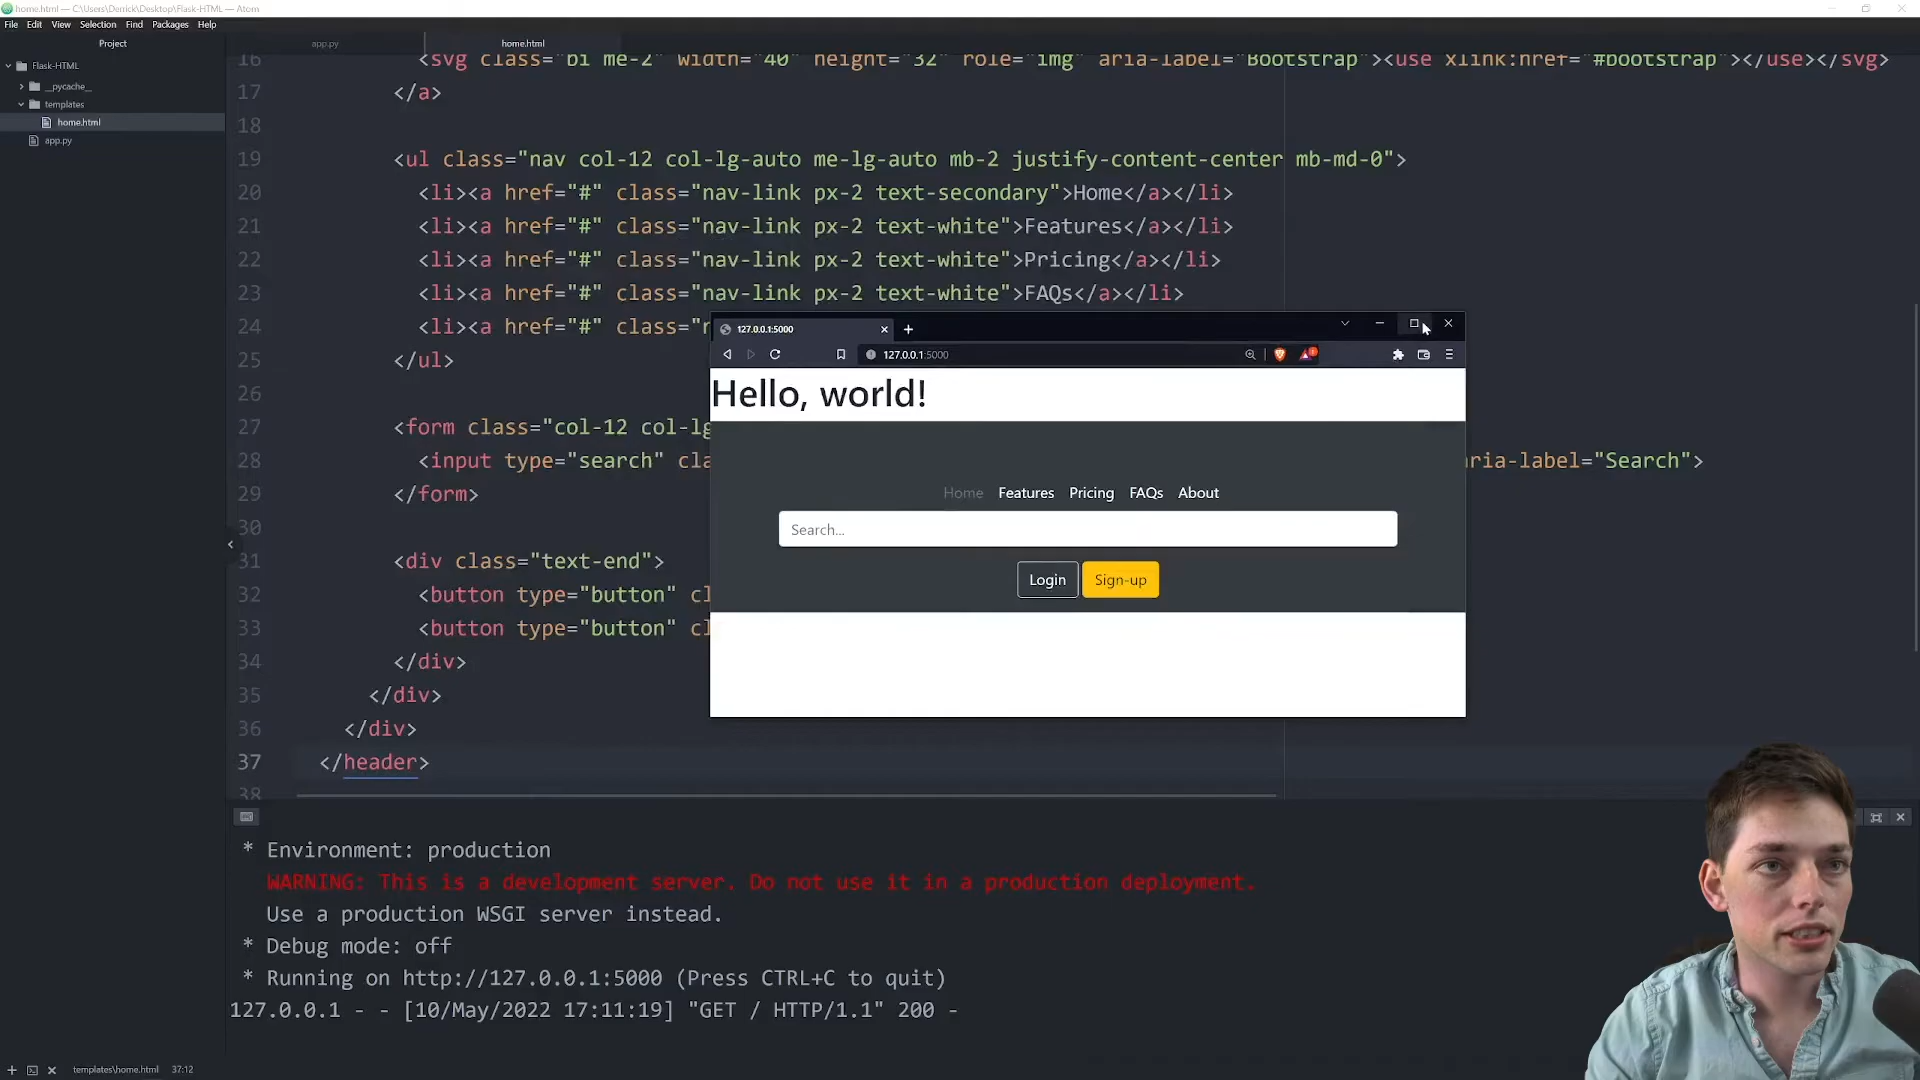 home.html — C:\Users\Derrick\Desktop\Flask-HTML — Atom
File Edit View Selection Find Packages Help
Project
app.py
home.html
Flask-HTML
__pycache__
templates
home.html
app.py
16 <svg class="bi me-2" width="40" height="32" role="img" aria-label="Bootstrap"><use xlink:href="#bootstrap"></use></svg>
17 </a>
18
19 <ul class="nav col-12 col-lg-auto me-lg-auto mb-2 justify-content-center mb-md-0">
20 <li><a href="#" class="nav-link px-2 text-secondary">Home</a></li>
21 <li><a href="#" class="nav-link px-2 text-white">Features</a></li>
22 <li><a href="#" class="nav-link px-2 text-white">Pricing</a></li>
23 <li><a href="#" class="nav-link px-2 text-white">FAQs</a></li>
24 <li><a href="#" class="n
25 </ul>
26
27 <form class="col-12 col-lg
28 <input type="search" cla
ria-label="Search">
29 </form>
30
31 <div class="text-end">
32 <button type="button" cl
33 <button type="button" cl
34 </div>
35 </div>
36 </div>
37 </header>
38
127.0.0.1:5000
127.0.0.1:5000
Hello, world!
Home Features Pricing FAQs About
Search...
Login Sign-up
* Environment: production
WARNING: This is a development server. Do not use it in a production deployment.
Use a production WSGI server instead.
* Debug mode: off
* Running on http://127.0.0.1:5000 (Press CTRL+C to quit)
127.0.0.1 - - [10/May/2022 17:11:19] "GET / HTTP/1.1" 200 -
templates\home.html 37:12